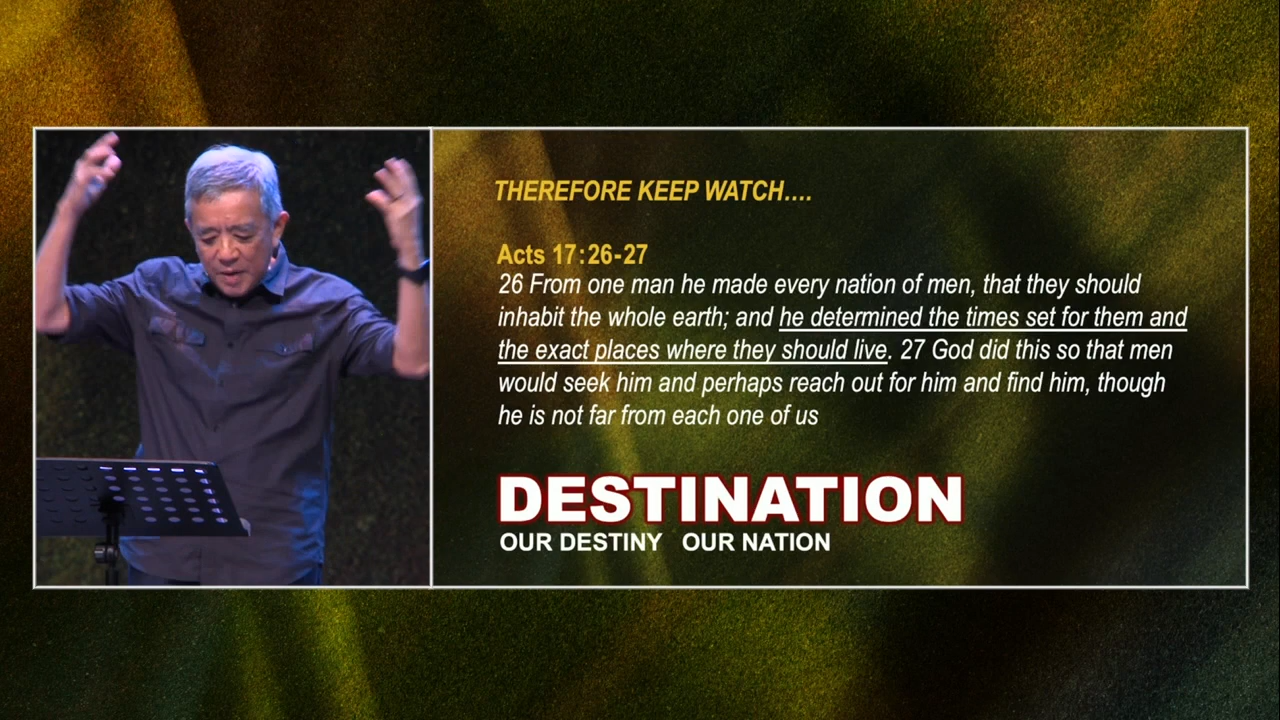 THEREFORE KEEP WATCH....
Acts 17:26-27
26 From one man he made every nation of men, that they should
inhabit the whole earth; and he determined the times set for them and
the exact places where they should live. 27 God did this so that men
would seek him and perhaps reach out for him and find him, though
he is not far from each one of us
DESTINATION
OUR DESTINY OUR NATION